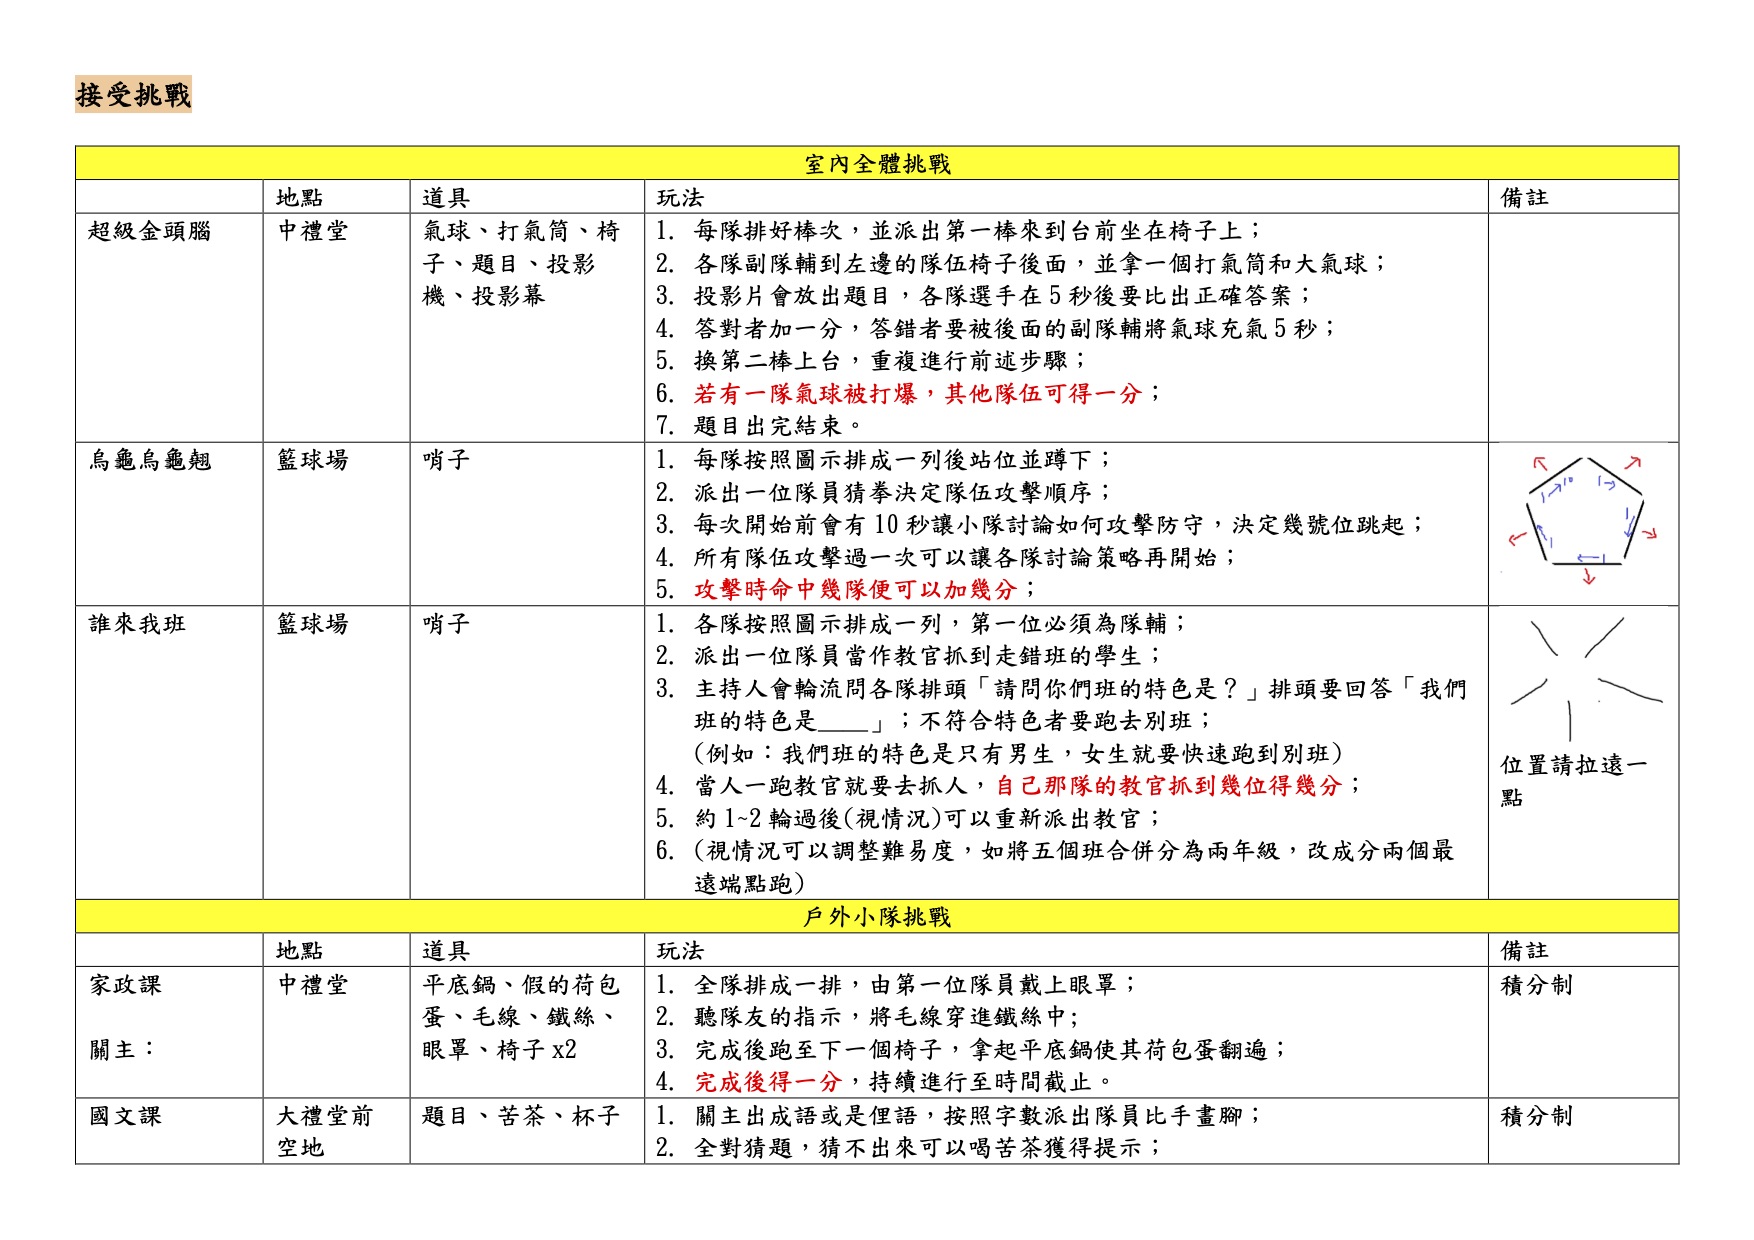 接受挑戰
室內全體挑戰
地點 道具 玩法 備註
超級金頭腦
中禮堂
氣球、打氣筒、椅
子、題目、投影
機、投影幕
1. 每隊排好棒次，並派出第一棒來到台前坐在椅子上；
2. 各隊副隊輔到左邊的隊伍椅子後面，並拿一個打氣筒和大氣球；
3. 投影片會放出題目，各隊選手在 5 秒後要比出正確答案；
4. 答對者加一分，答錯者要被後面的副隊輔將氣球充氣 5 秒；
5. 換第二棒上台，重複進行前述步驟；
6. 若有一隊氣球被打爆，其他隊伍可得一分；
7. 題目出完結束。
烏龜烏龜翹
籃球場
哨子
1. 每隊按照圖示排成一列後站位並蹲下；
2. 派出一位隊員猜拳決定隊伍攻擊順序；
3. 每次開始前會有 10 秒讓小隊討論如何攻擊防守，決定幾號位跳起；
4. 所有隊伍攻擊過一次可以讓各隊討論策略再開始；
5. 攻擊時命中幾隊便可以加幾分；
1 10
1
1
1
1
誰來我班
籃球場
哨子
1. 各隊按照圖示排成一列，第一位必須為隊輔；
2. 派出一位隊員當作教官抓到走錯班的學生；
3. 主持人會輪流問各隊排頭「請問你們班的特色是？」排頭要回答「我們
班的特色是____」；不符合特色者要跑去別班；
（例如：我們班的特色是只有男生，女生就要快速跑到別班）
4. 當人一跑教官就要去抓人，自己那隊的教官抓到幾位得幾分；
5. 約 1~2 輪過後(視情況)可以重新派出教官；
6. （視情況可以調整難易度，如將五個班合併分為兩年級，改成分兩個最
遠端點跑）
位置請拉遠一
點
戶外小隊挑戰
地點 道具 玩法 備註
家政課
關主：
中禮堂
平底鍋、假的荷包
蛋、毛線、鐵絲、
眼罩、椅子 x2
1. 全隊排成一排，由第一位隊員戴上眼罩；
2. 聽隊友的指示，將毛線穿進鐵絲中；
3. 完成後跑至下一個椅子，拿起平底鍋使其荷包蛋翻遍；
4. 完成後得一分，持續進行至時間截止。
積分制
國文課
大禮堂前
空地
題目、苦茶、杯子
1. 關主出成語或是俚語，按照字數派出隊員比手畫腳；
2. 全對猜題，猜不出來可以喝苦茶獲得提示；
積分制